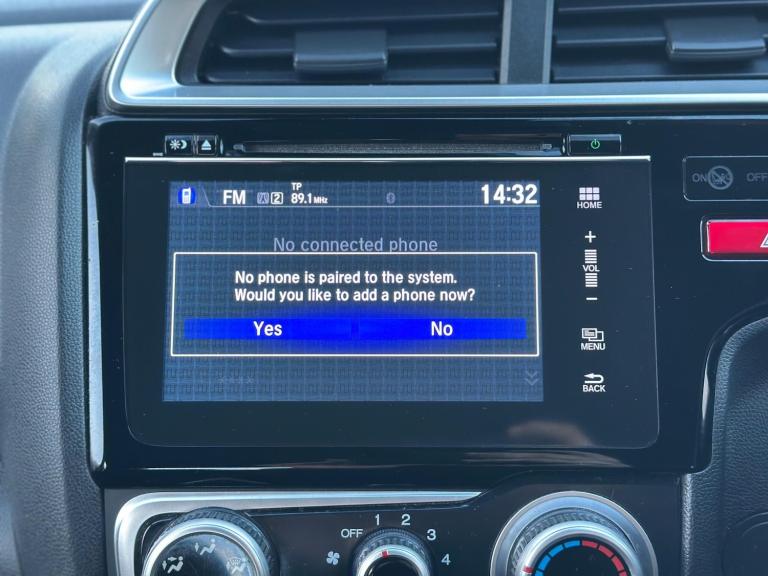 FM 2 TP 89.1 MHz 14:32
No connected phone
No phone is paired to the system.
Would you like to add a phone now?
Yes No
HOME
+
VOL
−
MENU
BACK
ON OFF
OFF 1 2 3 4